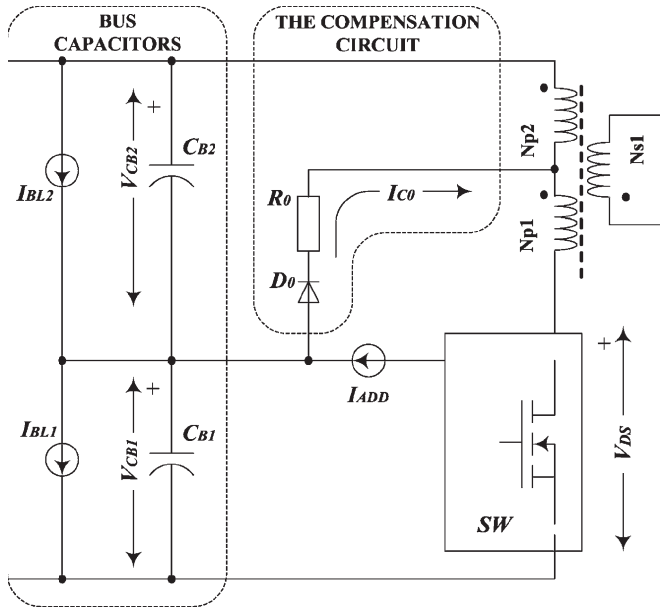 BUS
CAPACITORS
THE COMPENSATION
CIRCUIT
+
VCB2
CB2
IBL2
R0
IC0
D0
Np2
Np1
Ns1
+
VCB1
CB1
IBL1
IADD
+
VDS
SW